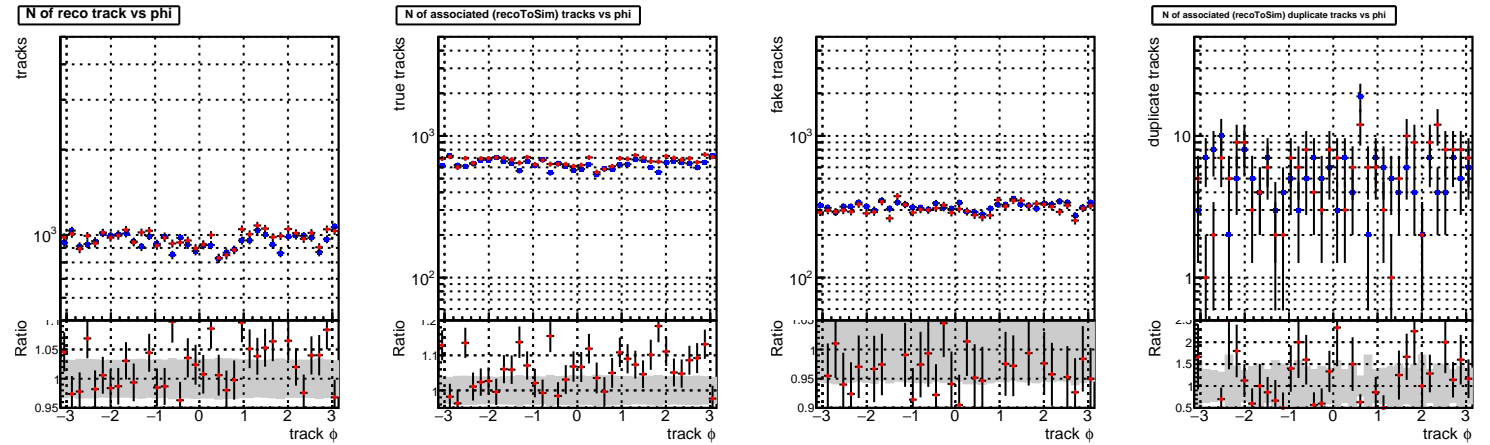 N of reco track vs phi
tracks
10³
Ratio
1.1
1.05
1
0.95
−3 −2 −1 0 1 2 3
track ϕ
N of associated (recoToSim) tracks vs phi
true tracks
10³
10²
Ratio
1.2
1.1
1
−3 −2 −1 0 1 2 3
track ϕ
fake tracks
10³
10²
Ratio
1.05
1
0.95
0.9
−3 −2 −1 0 1 2 3
track ϕ
N of associated (recoToSim) duplicate tracks vs phi
duplicate tracks
10
1
Ratio
2.5
2
1.5
1
0.5
−3 −2 −1 0 1 2 3
track ϕ